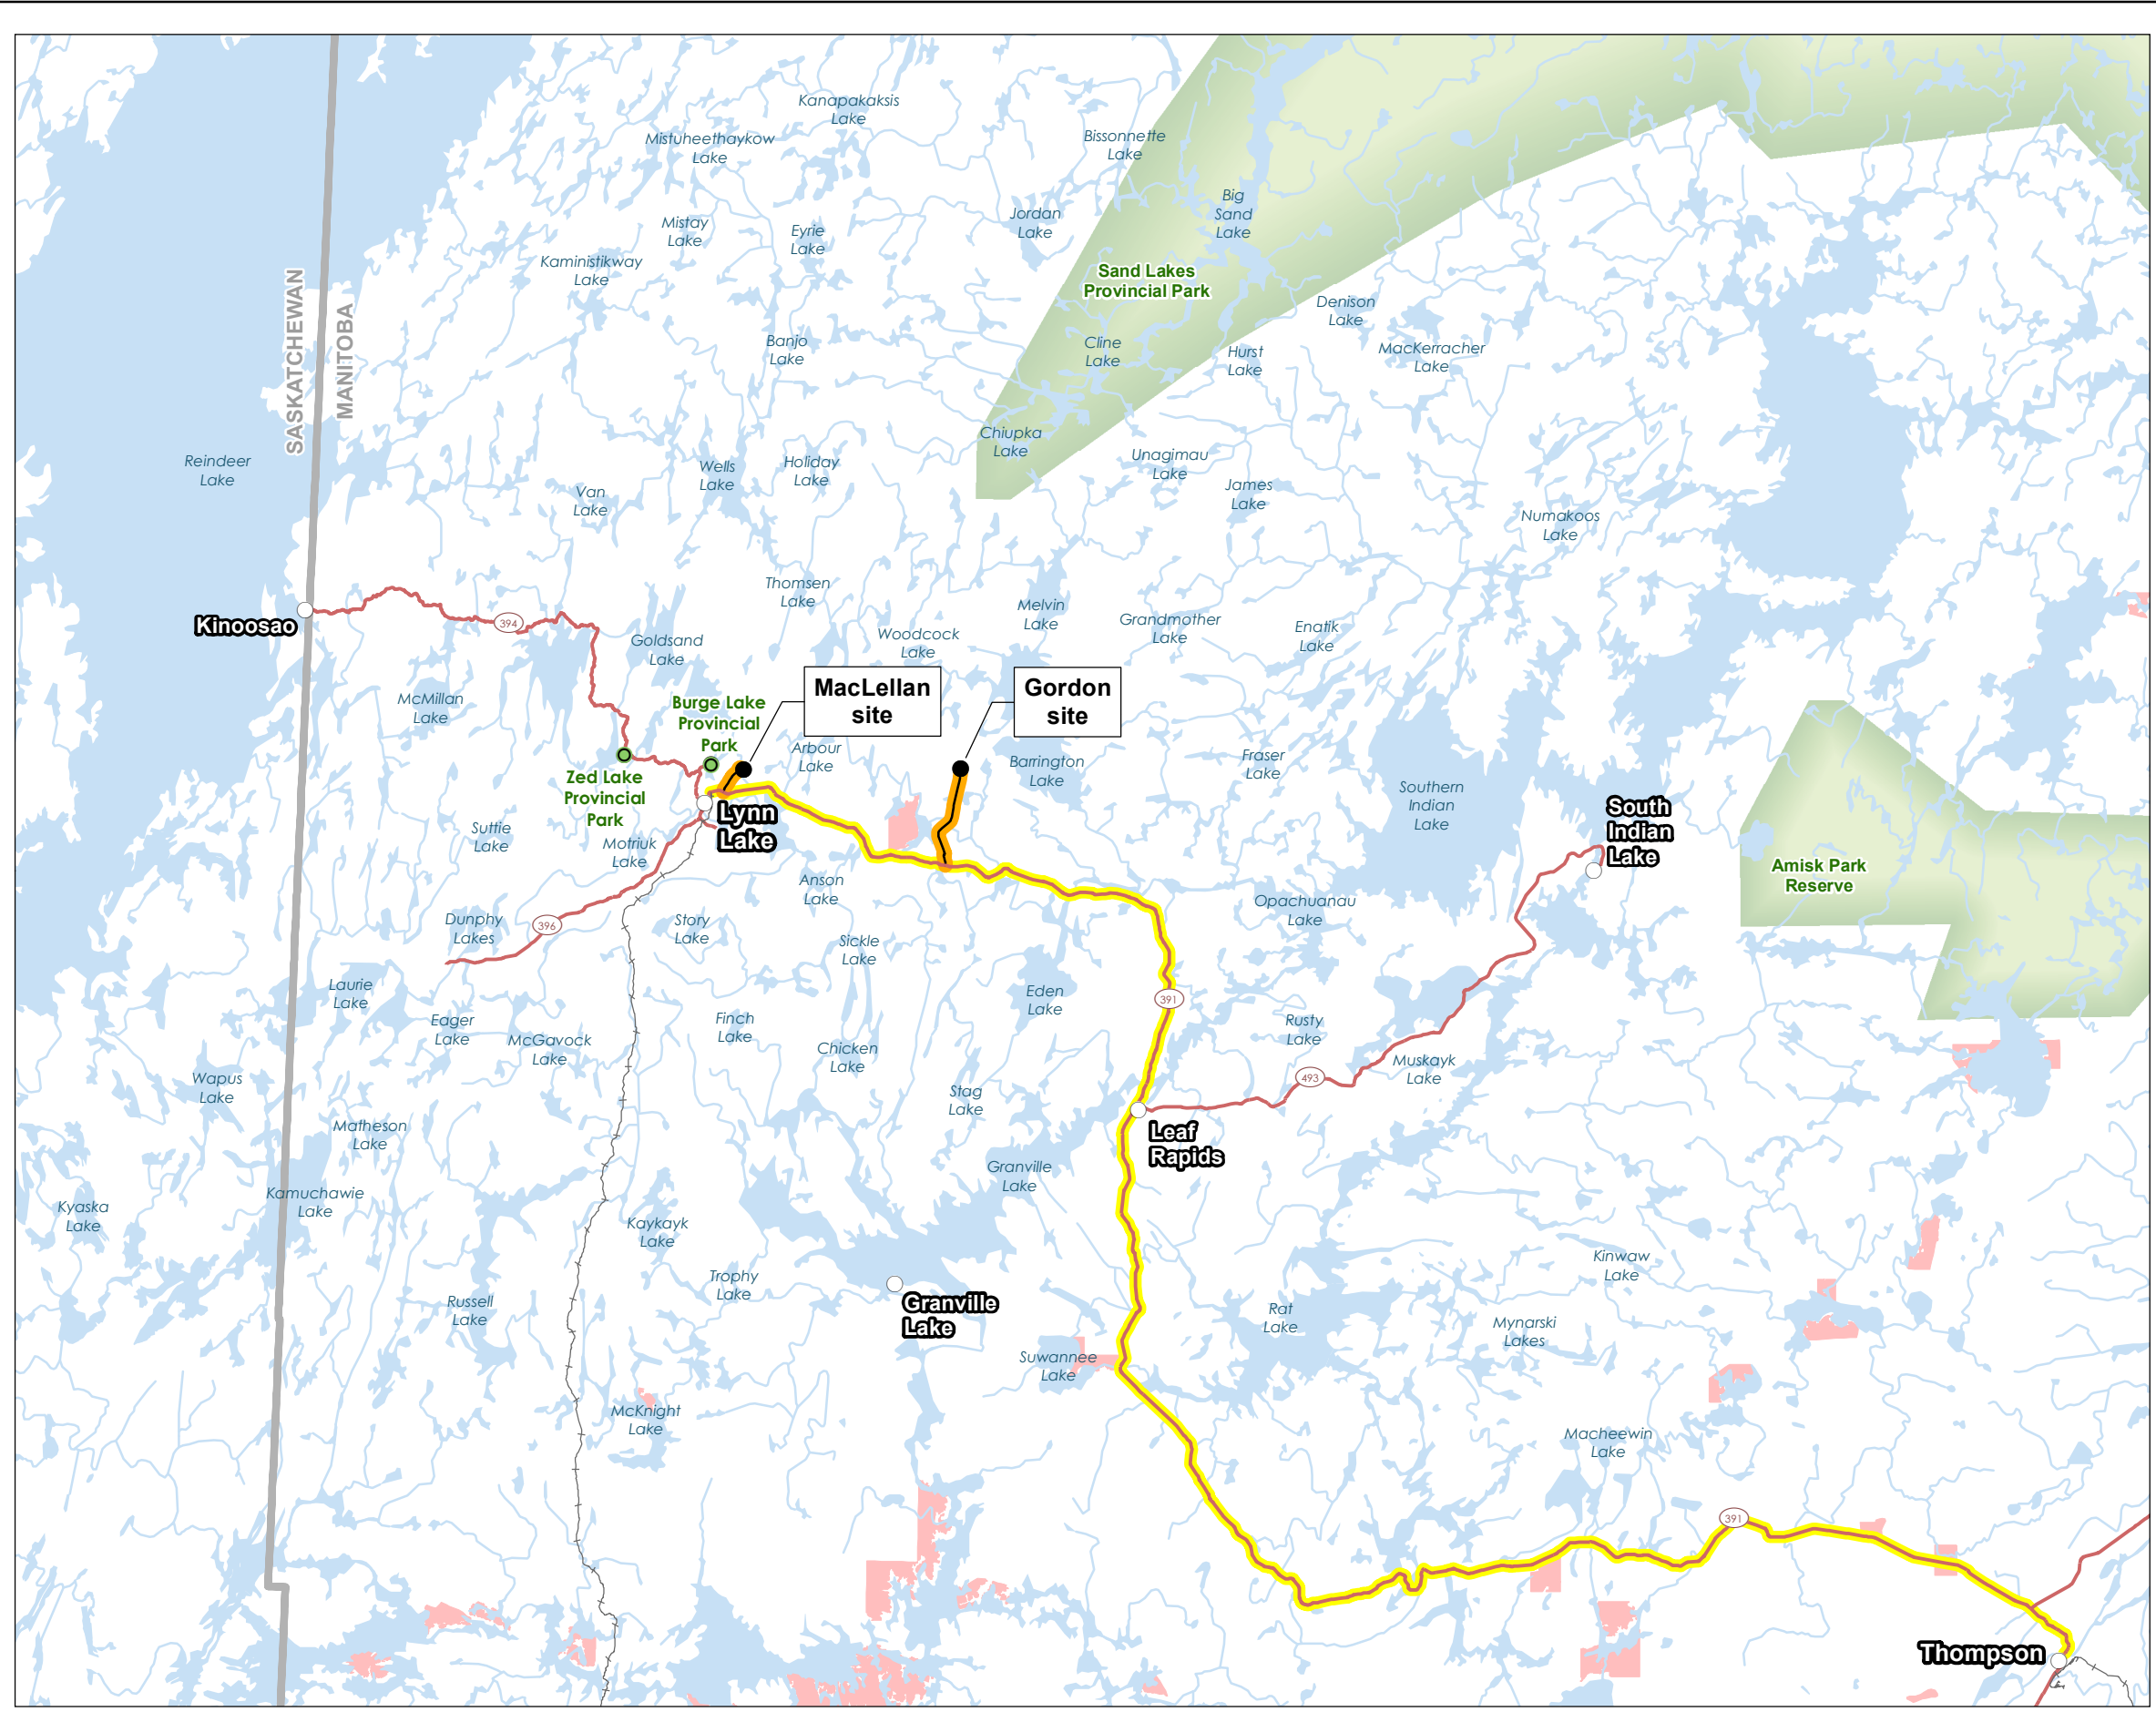 Kanapakaksis
Lake
Mistuheethaykow
Lake
Bissonnette
Lake
Big
Sand
Lake
Jordan
Lake
Mistay
Lake
Eyrie
Lake
Kaministikway
Lake
Sand Lakes
Provincial Park
SASKATCHEWAN
MANITOBA
Denison
Lake
Banjo
Lake
Cline
Lake
Hurst
Lake
MacKerracher
Lake
Chiupka
Lake
Reindeer
Lake
Wells
Lake
Holiday
Lake
Unagimau
Lake
Van
Lake
James
Lake
Numakoos
Lake
Thomsen
Lake
Melvin
Lake
Kinoosao
394
Goldsand
Lake
Woodcock
Lake
Grandmother
Lake
Enatik
Lake
McMillan
Lake
Burge Lake
Provincial
Park
MacLellan
site
Gordon
site
Arbour
Lake
Barrington
Lake
Fraser
Lake
Zed Lake
Provincial
Park
Southern
Indian
Lake
South
Indian
Lake
Lynn
Lake
Suttie
Lake
Motriuk
Lake
Amisk Park
Reserve
Anson
Lake
Opachuanau
Lake
Dunphy
Lakes
396
Story
Lake
Sickle
Lake
Laurie
Lake
Eden
Lake
391
Eager
Lake
McGavock
Lake
Finch
Lake
Rusty
Lake
Chicken
Lake
493
Muskayk
Lake
Wapus
Lake
Stag
Lake
Matheson
Lake
Leaf
Rapids
Granville
Lake
Kamuchawie
Lake
Kyaska
Lake
Kaykayk
Lake
Kinwaw
Lake
Trophy
Lake
Granville
Lake
Russell
Lake
Rat
Lake
Mynarski
Lakes
Suwannee
Lake
McKnight
Lake
Macheewin
Lake
391
Thompson